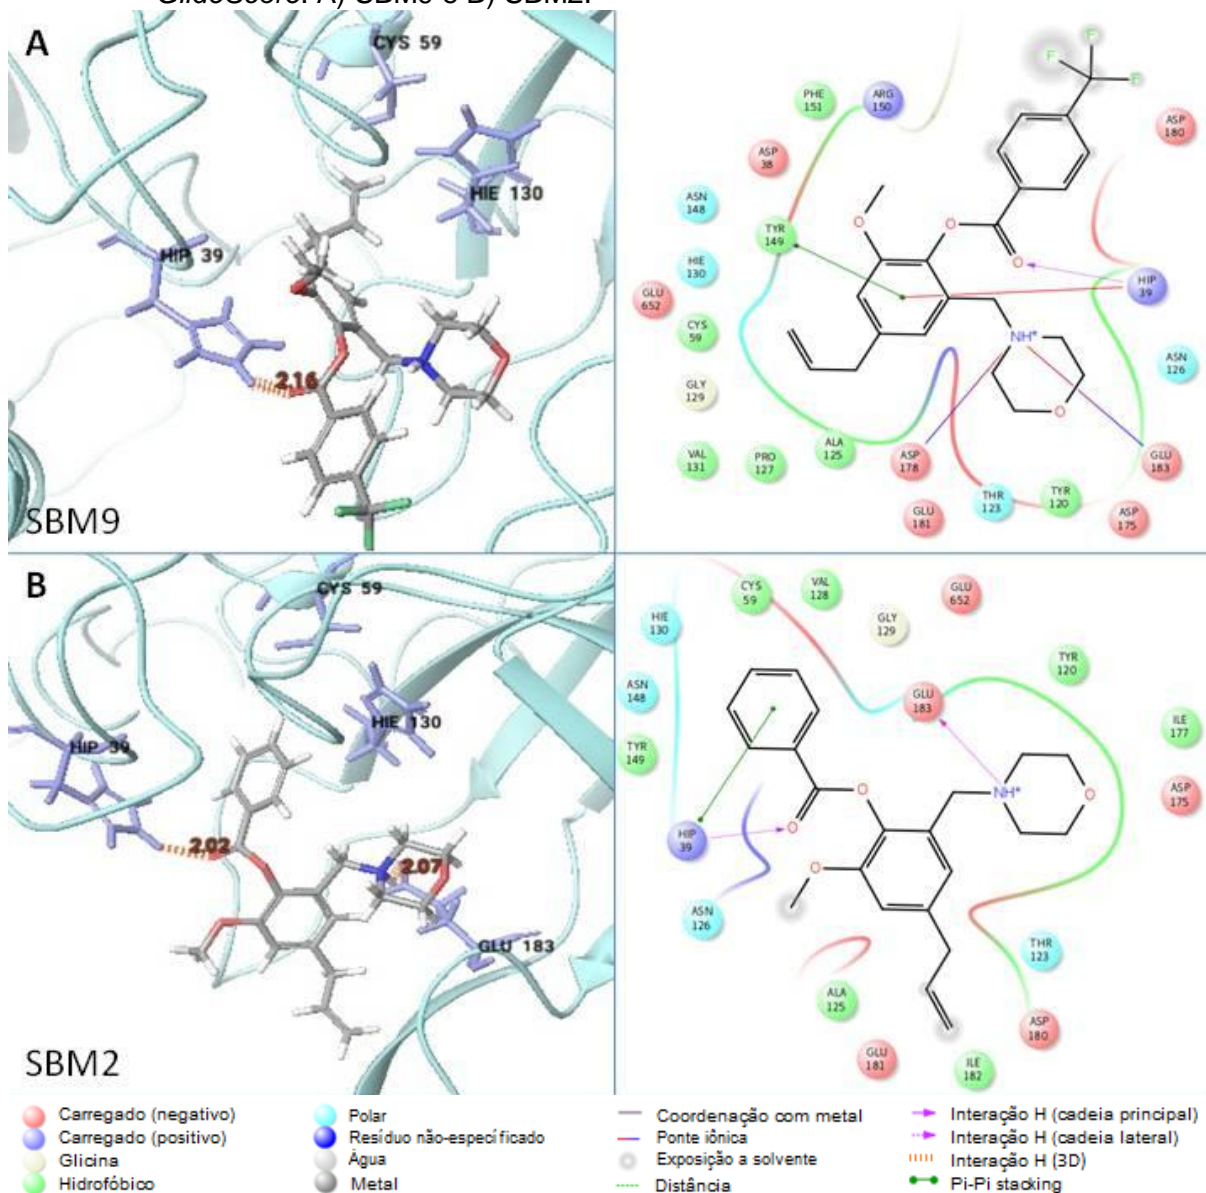 GlideScore. A) SBM9 e B) SBM2.
A
CYS 59
HIE 130
HIP 39
2.16
SBM9
PHE 151
ARG 150
ASP 38
ASN 148
TYR 149
HIE 130
GLU 652
CYS 59
GLY 129
VAL 131
PRO 127
ALA 125
ASP 178
GLU 181
THR 123
TYR 120
ASP 175
GLU 183
ASN 126
HIP 39
ASP 180
F
F
F
O
O
O
NH+
O
B
CYS 59
HIE 130
HIP 39
2.02
2.07
GLU 183
SBM2
HIE 130
CYS 59
VAL 128
GLY 129
GLU 652
TYR 120
ASN 148
GLU 183
ILE 177
TYR 149
ASP 175
HIP 39
ASN 126
THR 123
ALA 125
ASP 180
GLU 181
ILE 182
O
O
O
NH+
O
Carregado (negativo)
Carregado (positivo)
Glicina
Hidrofóbico
Polar
Resíduo não-específicado
Água
Metal
Coordenação com metal
Ponte iônica
Exposição a solvente
Distância
Interação H (cadeia principal)
Interação H (cadeia lateral)
Interação H (3D)
Pi-Pi stacking